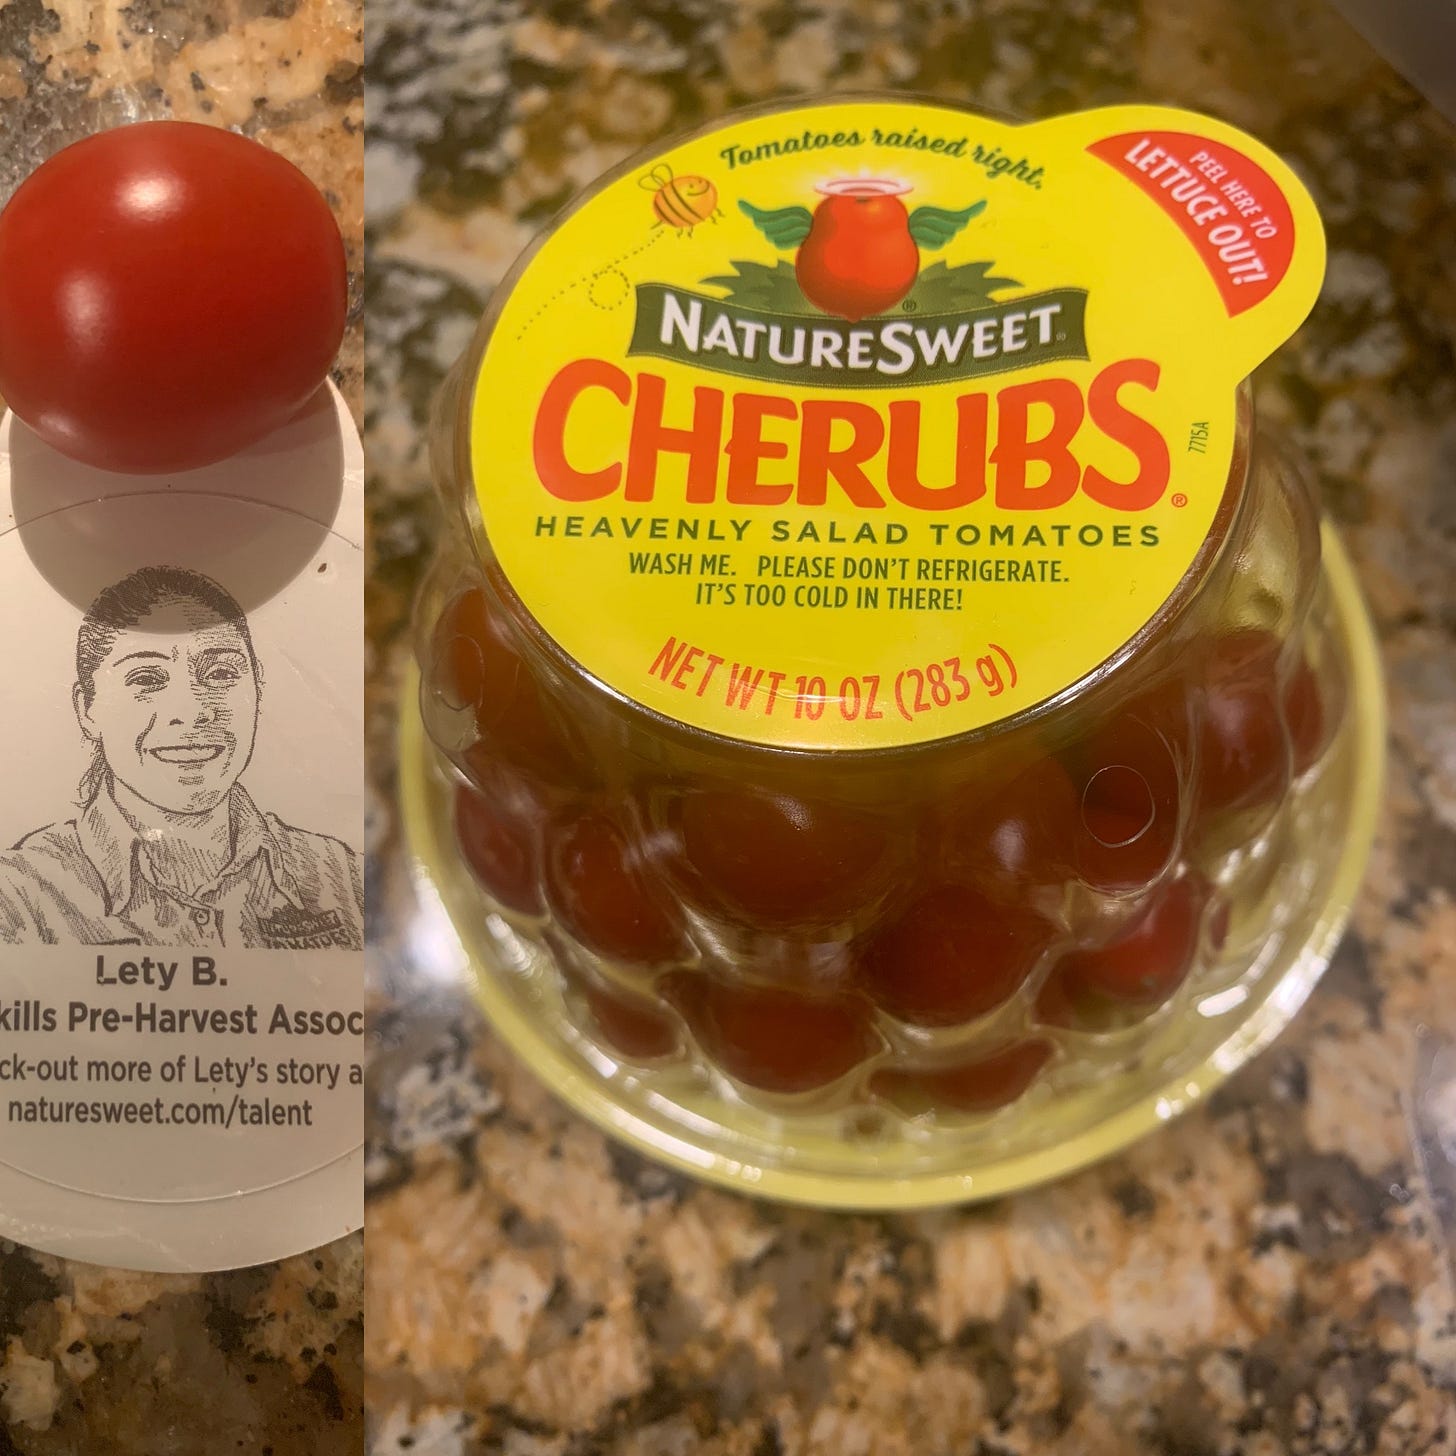 Lety B.
kills Pre-Harvest Assoc
ck-out more of Lety's story a
naturesweet.com/talent
Tomatoes raised right.
PEEL HERE TO
LETTUCE OUT!
NATURESWEET®
CHERUBS®
7715A
HEAVENLY SALAD TOMATOES
WASH ME. PLEASE DON'T REFRIGERATE.
IT'S TOO COLD IN THERE!
NET WT 10 OZ (283 g)